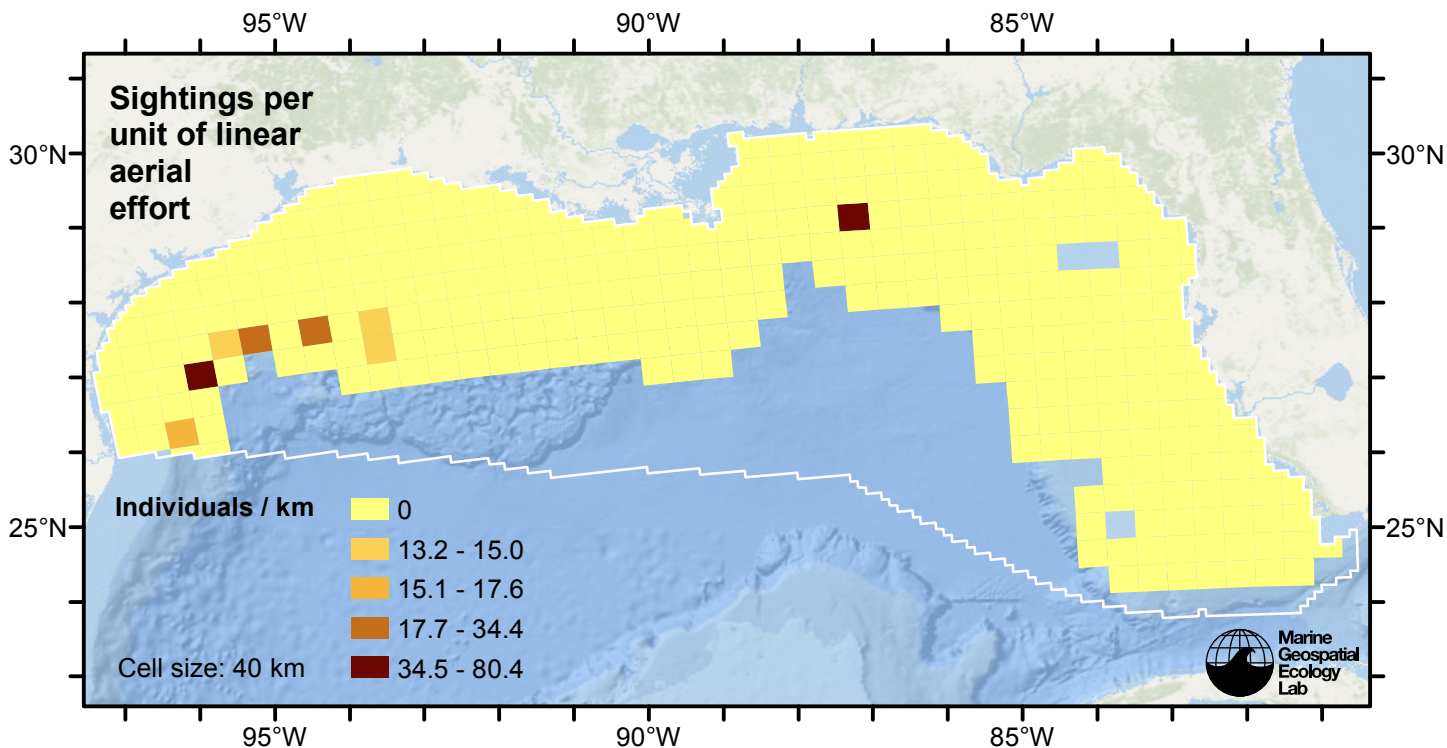 95°W
90°W
85°W
Sightings per
unit of linear
aerial
effort
30°N
30°N
25°N
25°N
Individuals / km
0
13.2 - 15.0
15.1 - 17.6
17.7 - 34.4
34.5 - 80.4
Cell size: 40 km
Marine
Geospatial
Ecology
Lab
95°W
90°W
85°W